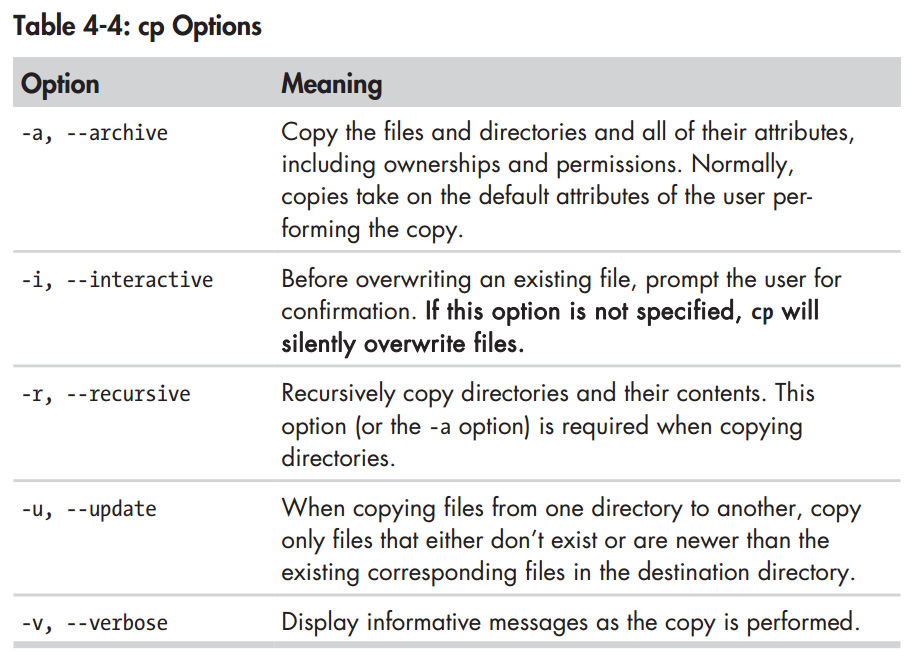 Table 4-4: cp Options
Option Meaning
-a, --archive Copy the files and directories and all of their attributes,
including ownerships and permissions. Normally,
copies take on the default attributes of the user per-
forming the copy.
-i, --interactive Before overwriting an existing file, prompt the user for
confirmation. If this option is not specified, cp will
silently overwrite files.
-r, --recursive Recursively copy directories and their contents. This
option (or the -a option) is required when copying
directories.
-u, --update When copying files from one directory to another, copy
only files that either don’t exist or are newer than the
existing corresponding files in the destination directory.
-v, --verbose Display informative messages as the copy is performed.